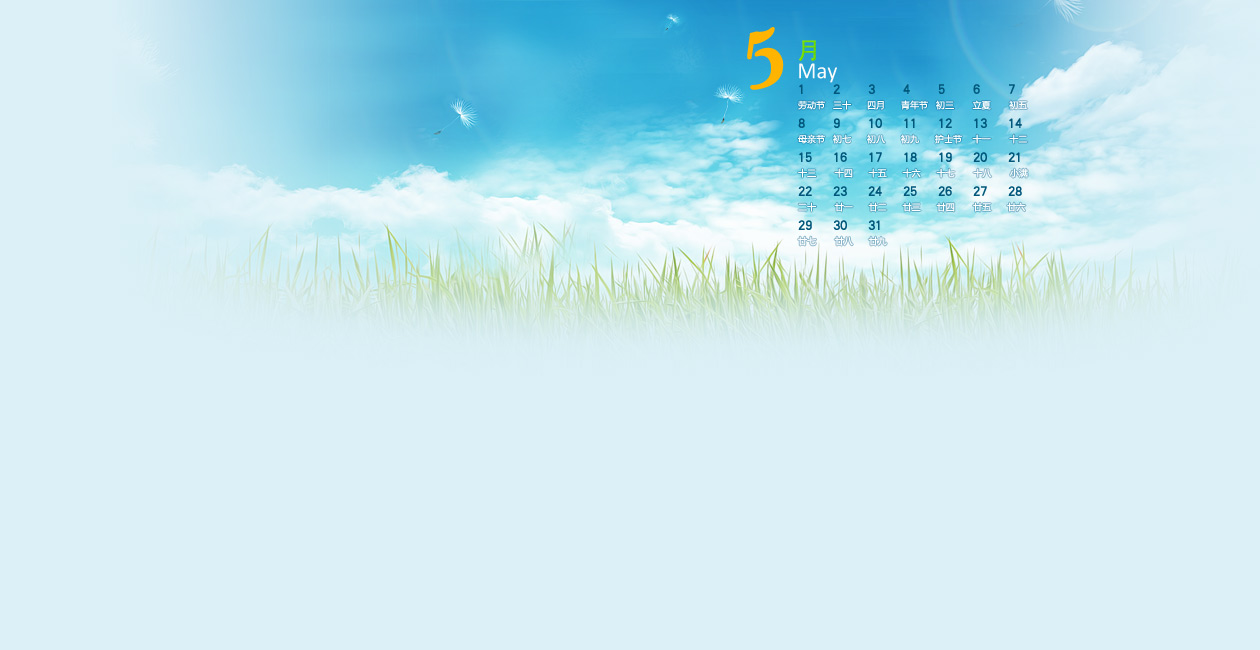 5 月
May
1 2 3 4 5 6 7
劳动节 三十 四月 青年节 初三 立夏 初五
8 9 10 11 12 13 14
母亲节 初七 初八 初九 护士节 十一 十二
15 16 17 18 19 20 21
十三 十四 十五 十六 十七 十八 小满
22 23 24 25 26 27 28
二十 廿一 廿二 廿三 廿四 廿五 廿六
29 30 31
廿七 廿八 廿九